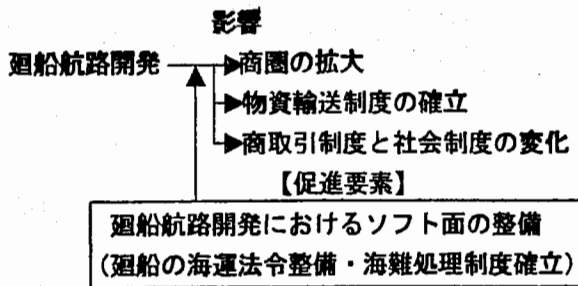 影響
廻船航路開発 商圏の拡大
物資輸送制度の確立
商取引制度と社会制度の変化
【促進要素】
廻船航路開発におけるソフト面の整備
(廻船の海運法令整備・海難処理制度確立)